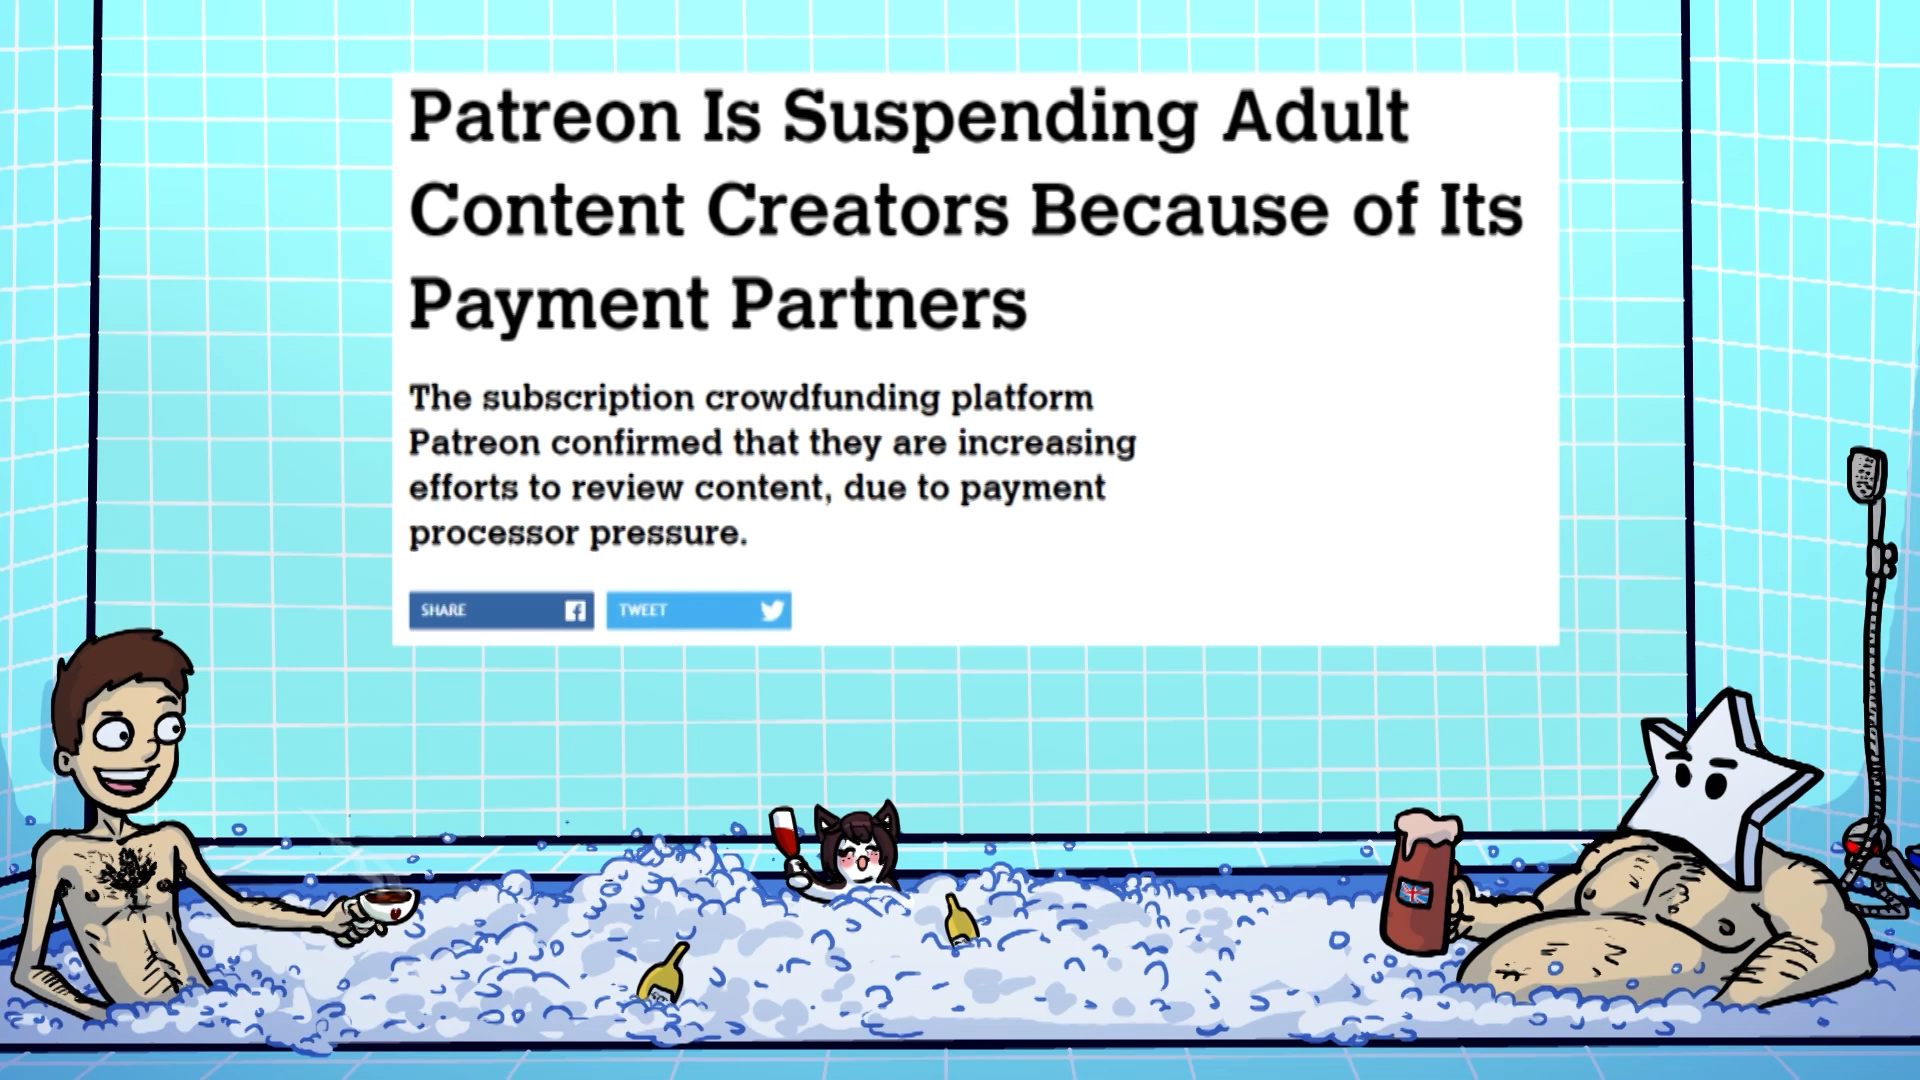 Patreon Is Suspending Adult
Content Creators Because of Its
Payment Partners
The subscription crowdfunding platform
Patreon confirmed that they are increasing
efforts to review content, due to payment
processor pressure.
SHARE
TWEET